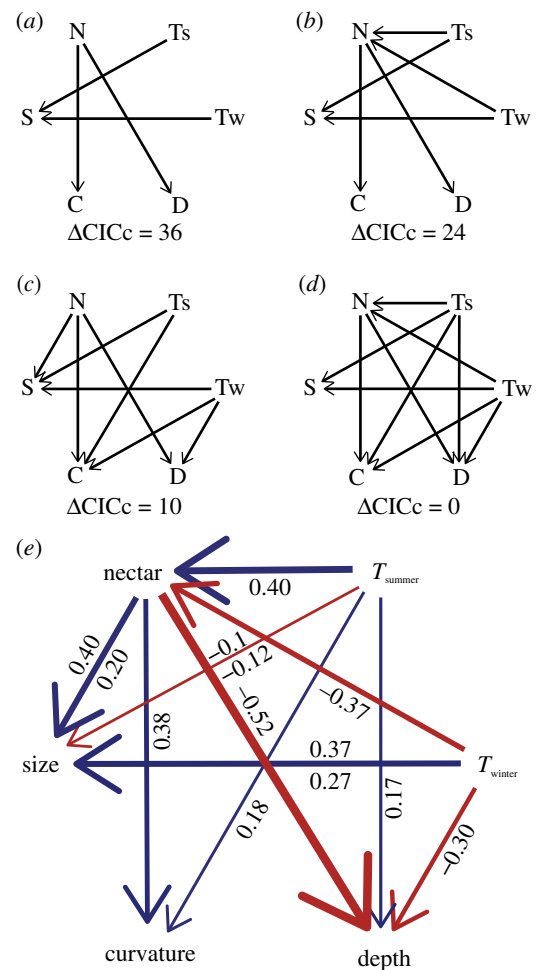 (a)
N
Ts
S
Tw
C
D
ΔCICc = 36
(b)
N
Ts
S
Tw
C
D
ΔCICc = 24
(c)
N
Ts
S
Tw
C
D
ΔCICc = 10
(d)
N
Ts
S
Tw
C
D
ΔCICc = 0
(e)
nectar
T summer
0.40
0.40
0.20
–0.1
–0.12
–0.52
–0.37
0.38
size
0.37
0.27
T winter
0.18
0.17
–0.30
curvature
depth